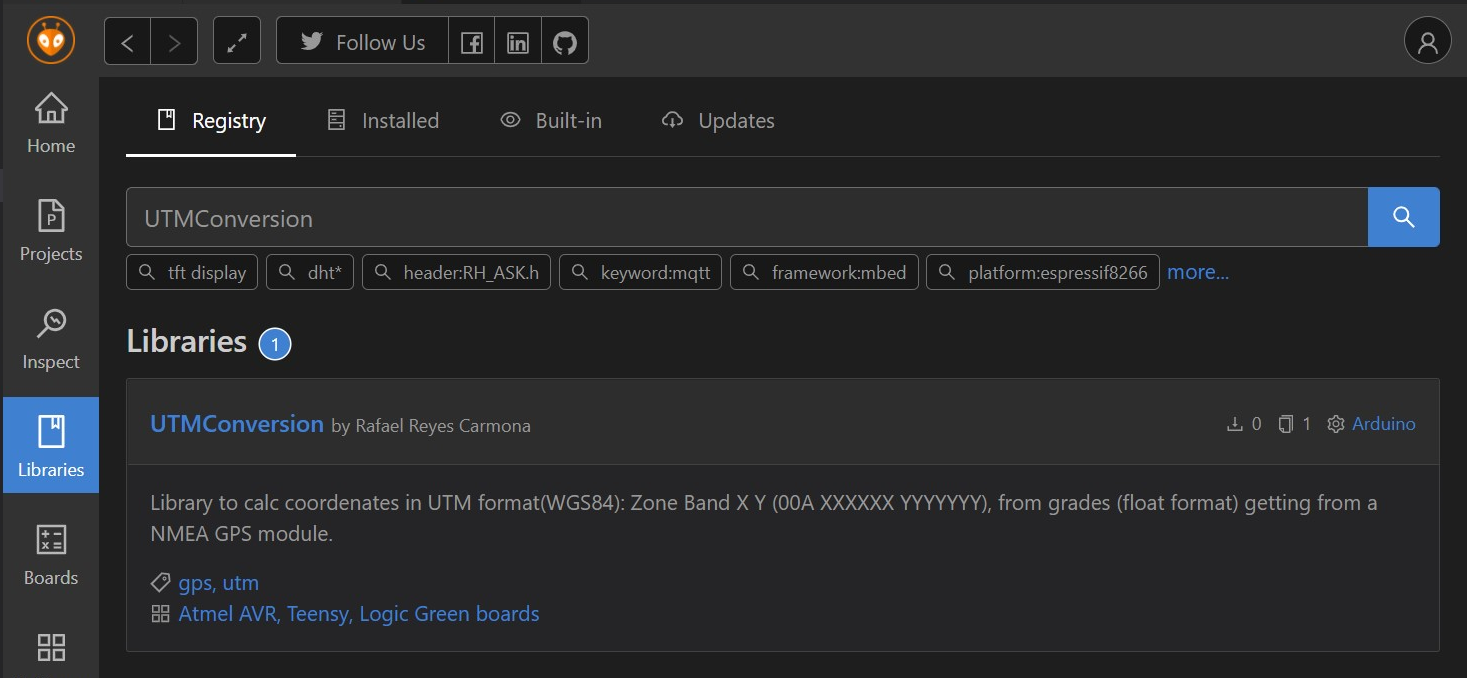 Follow Us
Home
Projects
P
Inspect
Libraries
Boards
Registry Installed Built-in Updates
UTMConversion
tft display dht* header:RH_ASK.h keyword:mqtt framework:mbed platform:espressif8266 more...
Libraries 1
UTMConversion by Rafael Reyes Carmona 0 1 Arduino
Library to calc coordenates in UTM format(WGS84): Zone Band X Y (00A XXXXXX YYYYYYY), from grades (float format) getting from a
NMEA GPS module.
gps, utm
Atmel AVR, Teensy, Logic Green boards